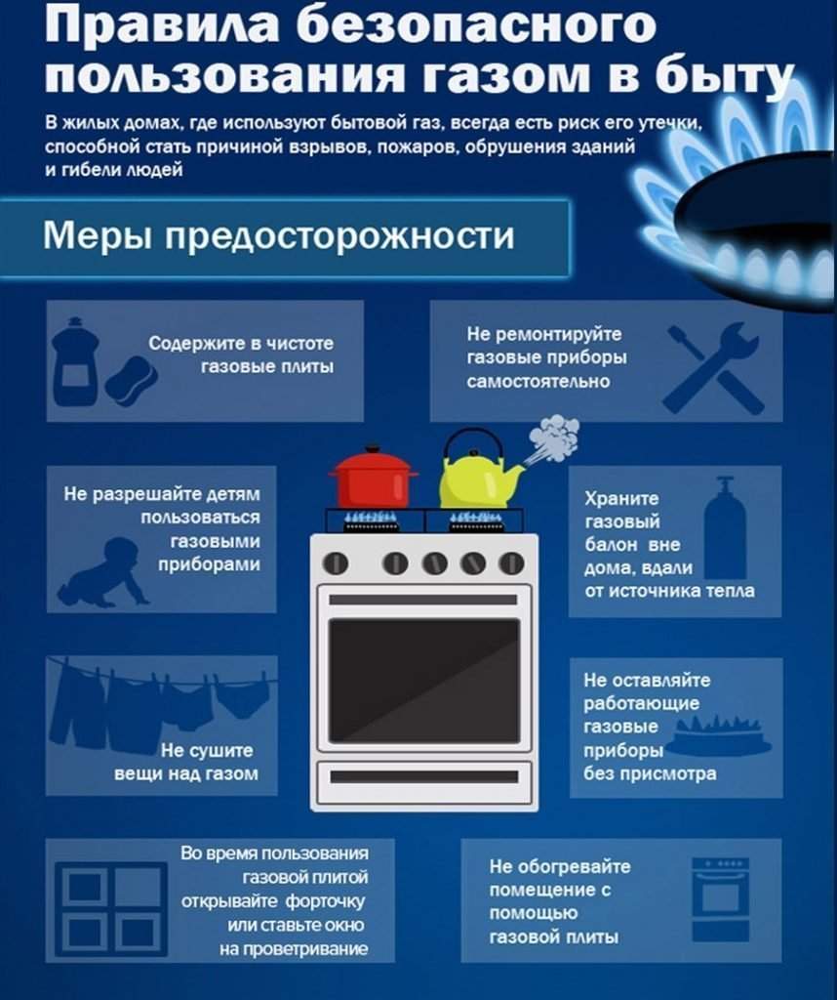 Правила безопасного
пользования газом в быту
В жилых домах, где используют бытовой газ, всегда есть риск его утечки,
способной стать причиной взрывов, пожаров, обрушения зданий
и гибели людей
Меры предосторожности
Содержите в чистоте
газовые плиты
Не ремонтируйте
газовые приборы
самостоятельно
Не разрешайте детям
пользоваться
газовыми
приборами
Храните
газовый
балон вне
дома, вдали
от источника тепла
Не сушите
вещи над газом
Не оставляйте
работающие
газовые
приборы
без присмотра
Во время пользования
газовой плитой
открывайте форточку
или ставьте окно
на проветривание
Не обогревайте
помещение с
помощью
газовой плиты